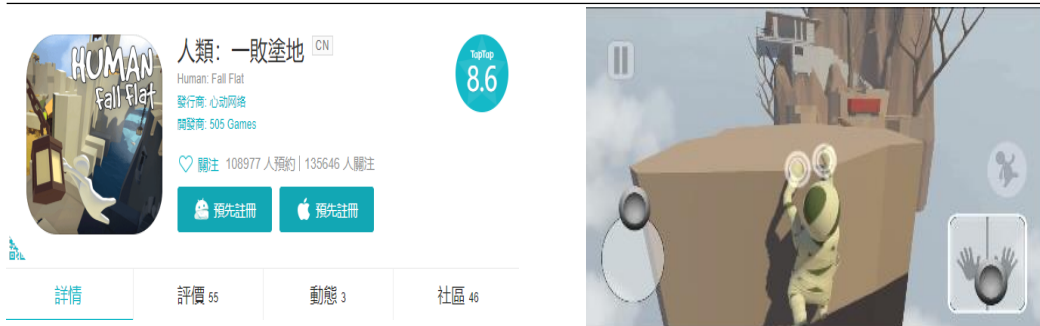 HUMAN
fall flat
人類：一敗塗地 CN
Human: Fall Flat
發行商: 心动网络
開發商: 505 Games
關注 108977 人預約 | 135646 人關注
預先註冊
預先註冊
TapTap
8.6
詳情
評價 55
動態 3
社區 46